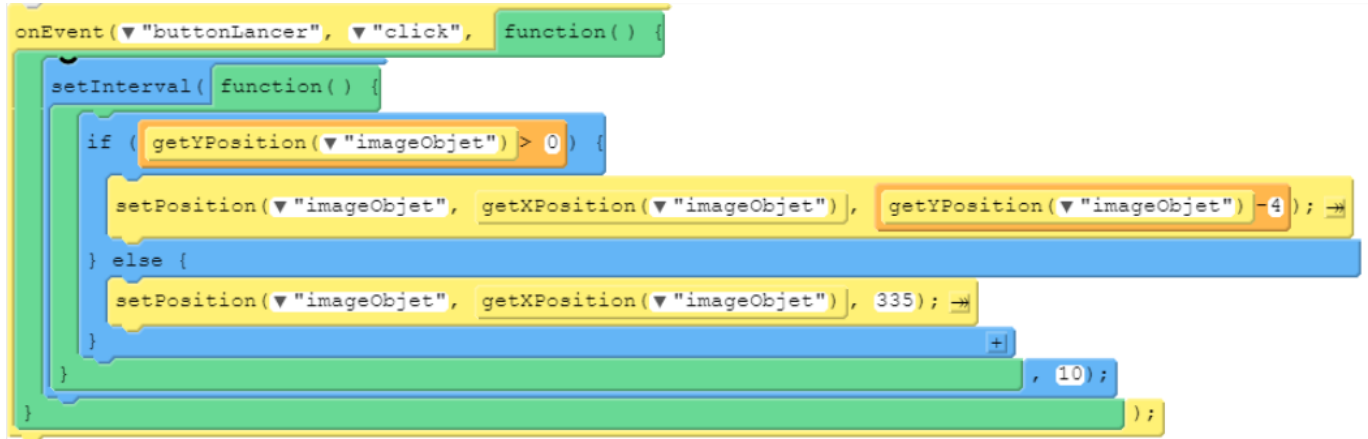 onEvent(▼"buttonLancer", ▼"click", function() {
setInterval( function() {
if ( getYPosition(▼"imageObjet") > 0 ) {
setPosition(▼"imageObjet", getXPosition(▼"imageObjet"), getYPosition(▼"imageObjet") -4 );
} else {
setPosition(▼"imageObjet", getXPosition(▼"imageObjet"), 335);
} +
} , 10);
} );